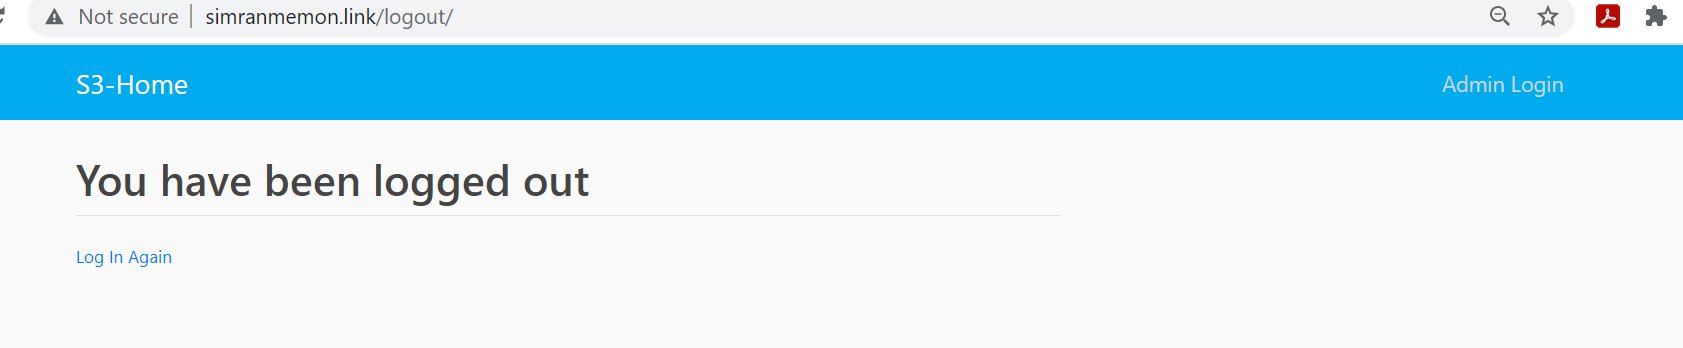 Not secure | simranmemon.link/logout/
S3-Home
Admin Login
You have been logged out
Log In Again